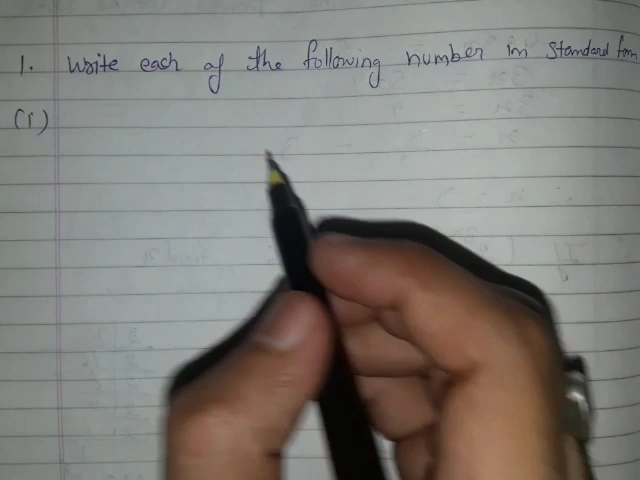 1. Write each of the following number in standard form
(i)